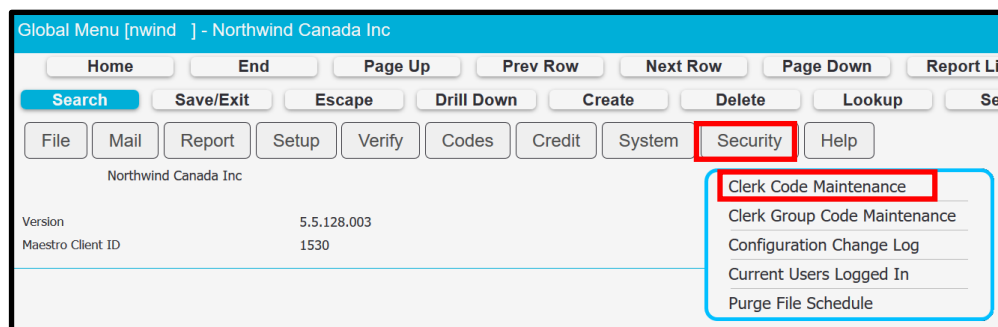 Global Menu [nwind ] - Northwind Canada Inc
Home End Page Up Prev Row Next Row Page Down Report Li
Search Save/Exit Escape Drill Down Create Delete Lookup Se
File Mail Report Setup Verify Codes Credit System Security Help
Northwind Canada Inc
Clerk Code Maintenance
Clerk Group Code Maintenance
Version 5.5.128.003
Maestro Client ID 1530
Configuration Change Log
Current Users Logged In
Purge File Schedule